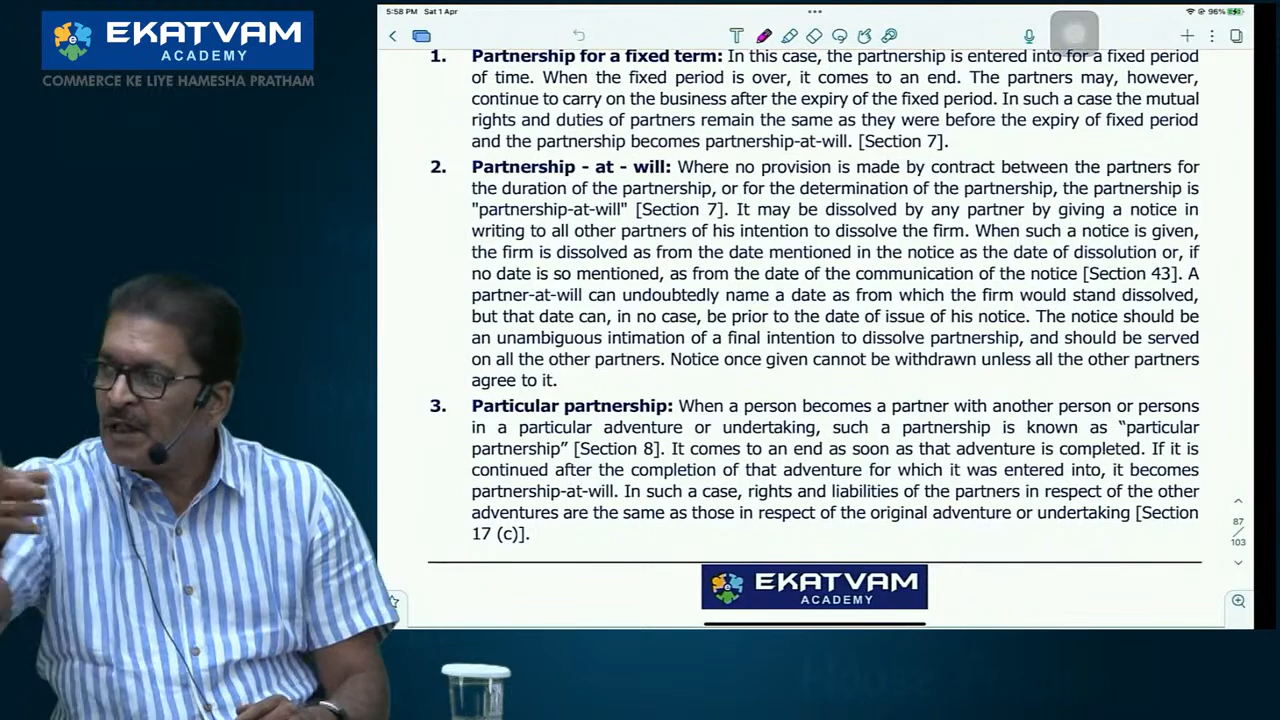 EKATVAM
ACADEMY
COMMERCE KE LIYE HAMESHA PRATHAM
5:58 PM Sat 1 Apr
96%
1. Partnership for a fixed term: In this case, the partnership is entered into for a fixed period
of time. When the fixed period is over, it comes to an end. The partners may, however,
continue to carry on the business after the expiry of the fixed period. In such a case the mutual
rights and duties of partners remain the same as they were before the expiry of fixed period
and the partnership becomes partnership-at-will. [Section 7].
2. Partnership - at - will: Where no provision is made by contract between the partners for
the duration of the partnership, or for the determination of the partnership, the partnership is
"partnership-at-will" [Section 7]. It may be dissolved by any partner by giving a notice in
writing to all other partners of his intention to dissolve the firm. When such a notice is given,
the firm is dissolved as from the date mentioned in the notice as the date of dissolution or, if
no date is so mentioned, as from the date of the communication of the notice [Section 43]. A
partner-at-will can undoubtedly name a date as from which the firm would stand dissolved,
but that date can, in no case, be prior to the date of issue of his notice. The notice should be
an unambiguous intimation of a final intention to dissolve partnership, and should be served
on all the other partners. Notice once given cannot be withdrawn unless all the other partners
agree to it.
3. Particular partnership: When a person becomes a partner with another person or persons
in a particular adventure or undertaking, such a partnership is known as “particular
partnership” [Section 8]. It comes to an end as soon as that adventure is completed. If it is
continued after the completion of that adventure for which it was entered into, it becomes
partnership-at-will. In such a case, rights and liabilities of the partners in respect of the other
adventures are the same as those in respect of the original adventure or undertaking [Section
17 (c)].
87
103
EKATVAM
ACADEMY